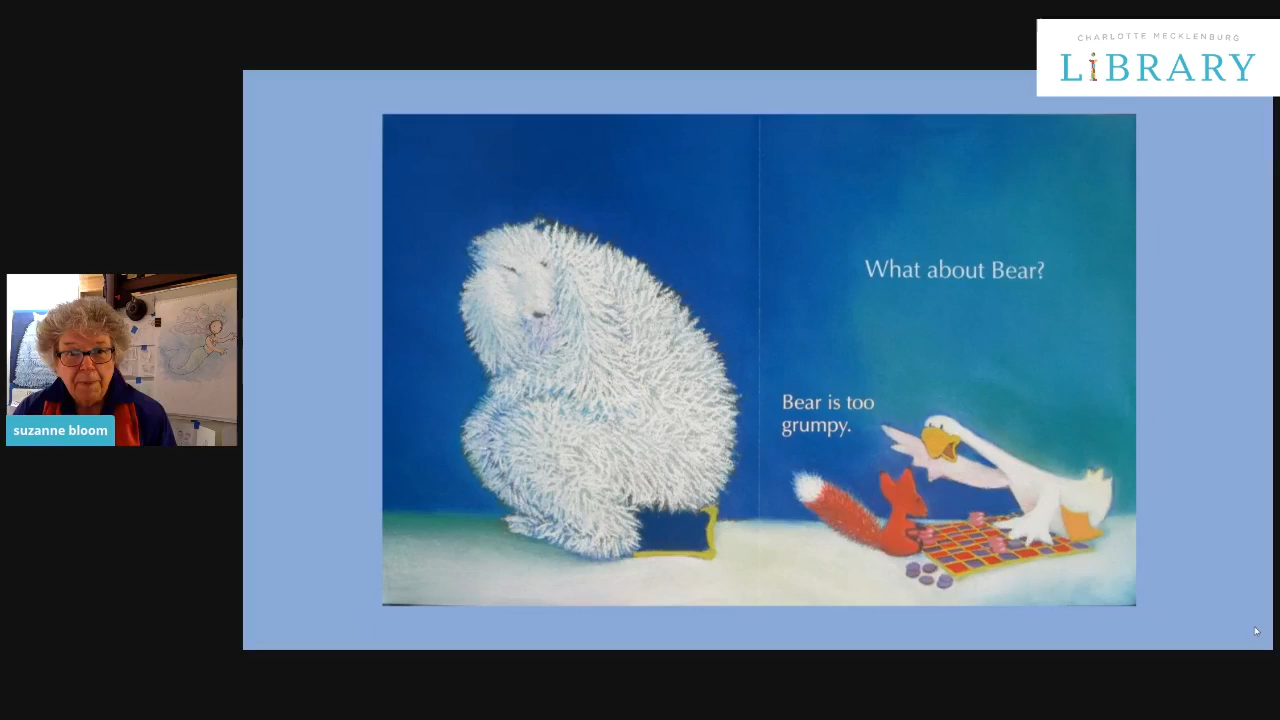 CHARLOTTE MECKLENBURG
LiBRARY
What about Bear?
Bear is too
grumpy.
suzanne bloom